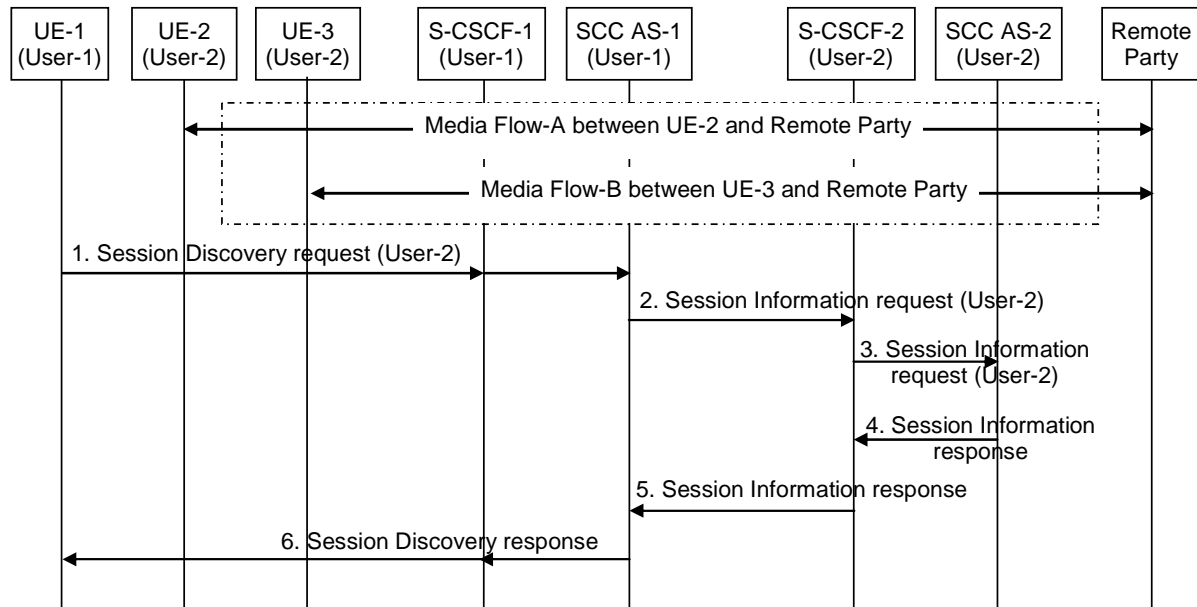 UE-1
(User-1)
UE-2
(User-2)
UE-3
(User-2)
S-CSCF-1
(User-1)
SCC AS-1
(User-1)
S-CSCF-2
(User-2)
SCC AS-2
(User-2)
Remote
Party
Media Flow-A between UE-2 and Remote Party
Media Flow-B between UE-3 and Remote Party
1. Session Discovery request (User-2)
2. Session Information request (User-2)
3. Session Information
request (User-2)
4. Session Information
response
5. Session Information response
6. Session Discovery response